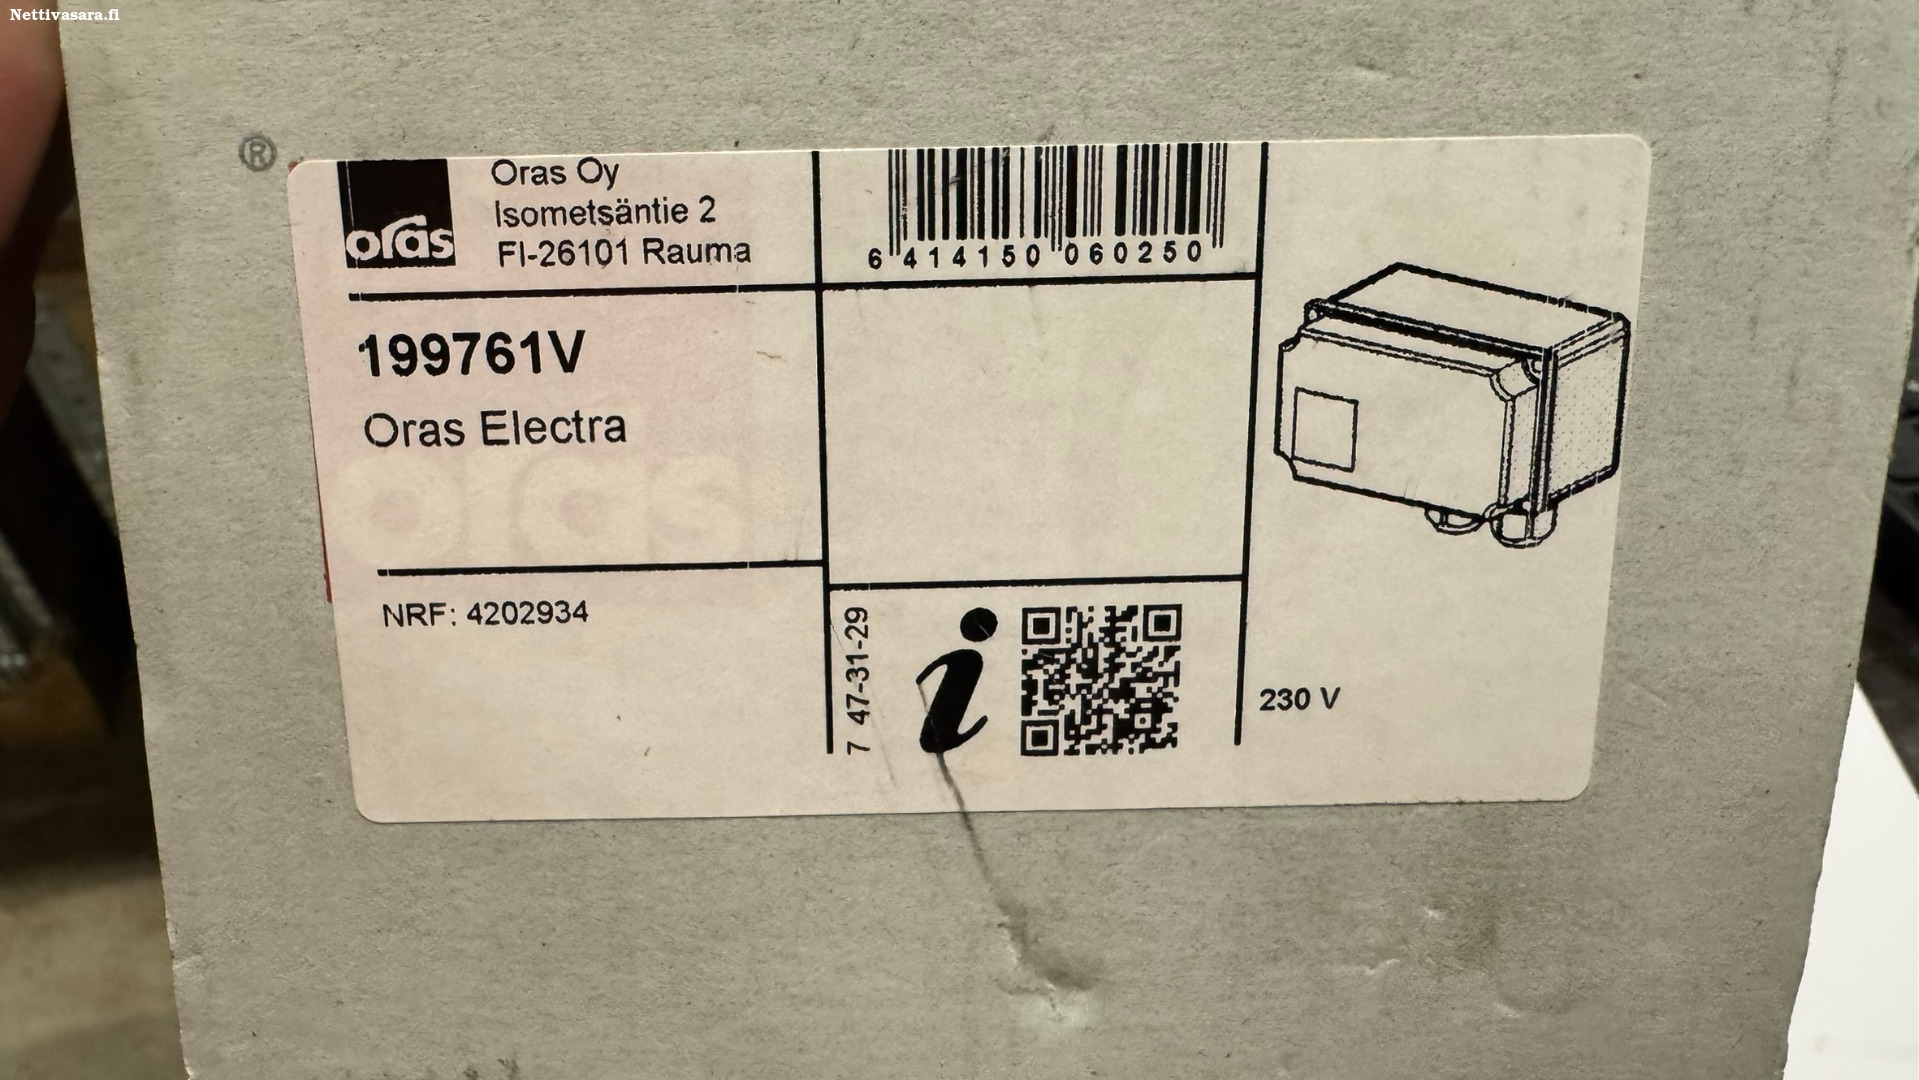 Nettivasara.fi
®
oras
Oras Oy
Isometsäntie 2
FI-26101 Rauma
6 414150 060250
199761V
Oras Electra
oras
NRF: 4202934
7 47-31-29
i
230 V